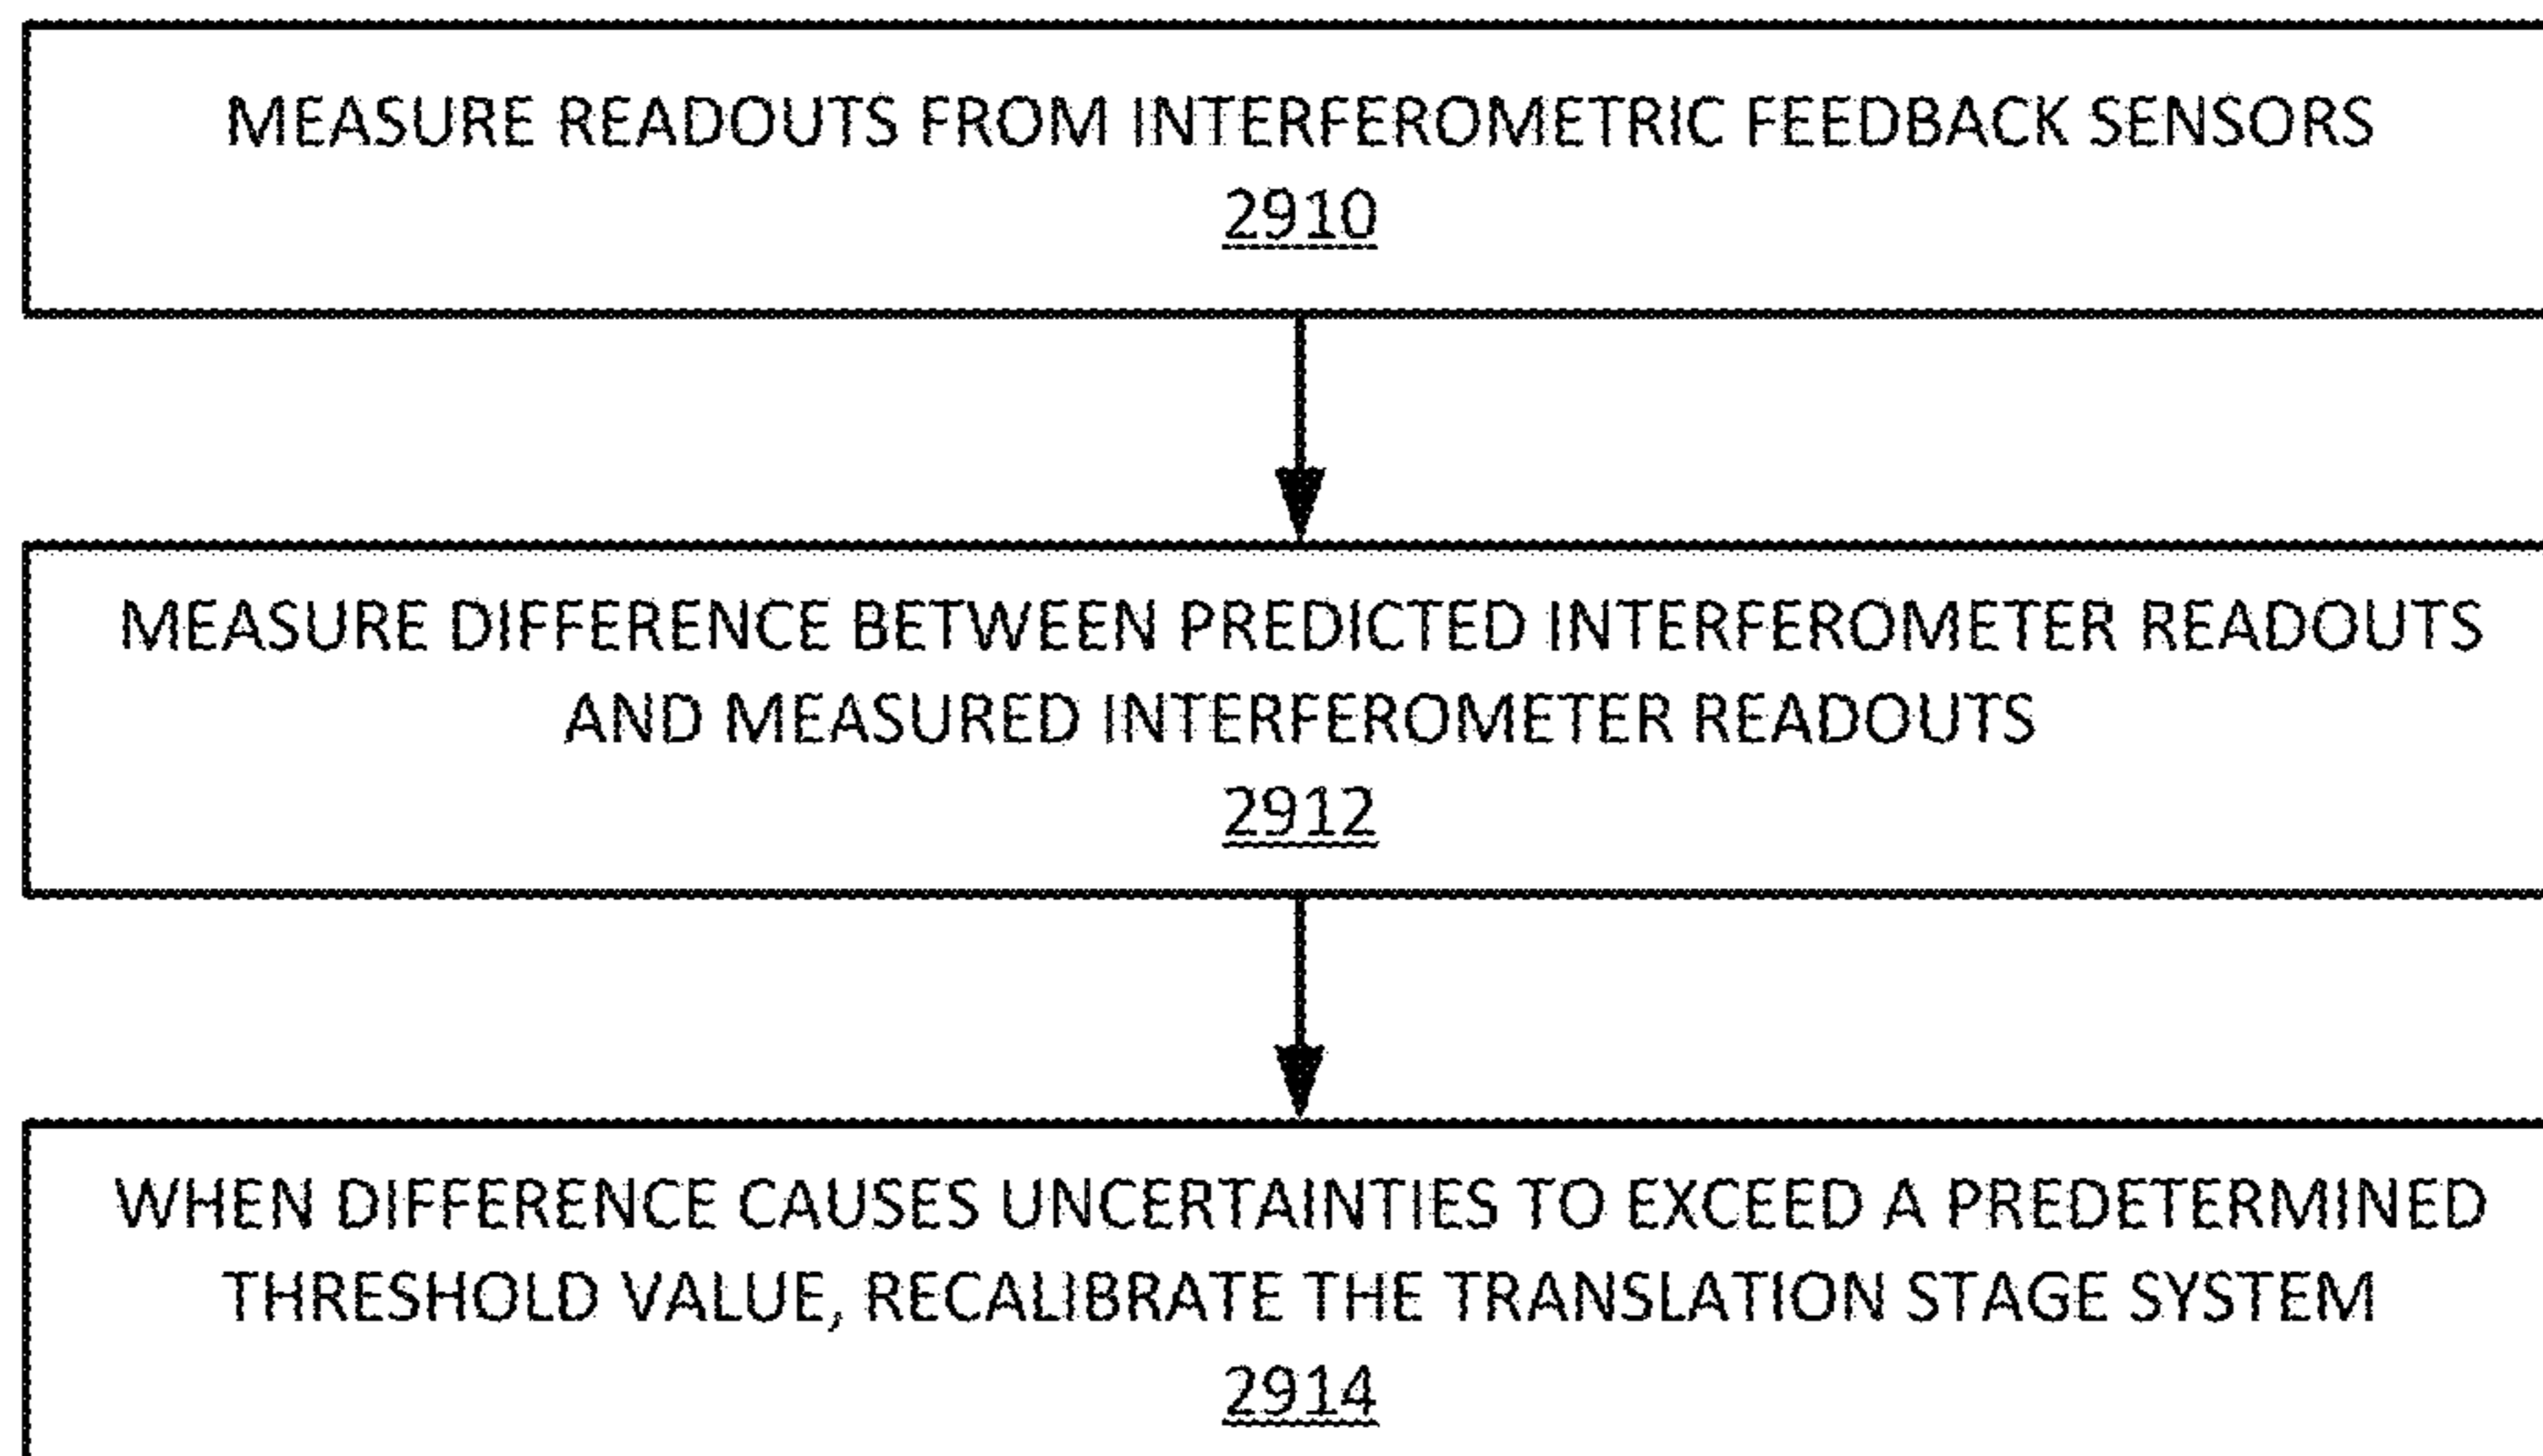 MEASURE READOUTS FROM INTERFEROMETRIC FEEDBACK SENSORS
2910
MEASURE DIFFERENCE BETWEEN PREDICTED INTERFEROMETER READOUTS
AND MEASURED INTERFEROMETER READOUTS
2912
WHEN DIFFERENCE CAUSES UNCERTAINTIES TO EXCEED A PREDETERMINED
THRESHOLD VALUE, RECALIBRATE THE TRANSLATION STAGE SYSTEM
2914